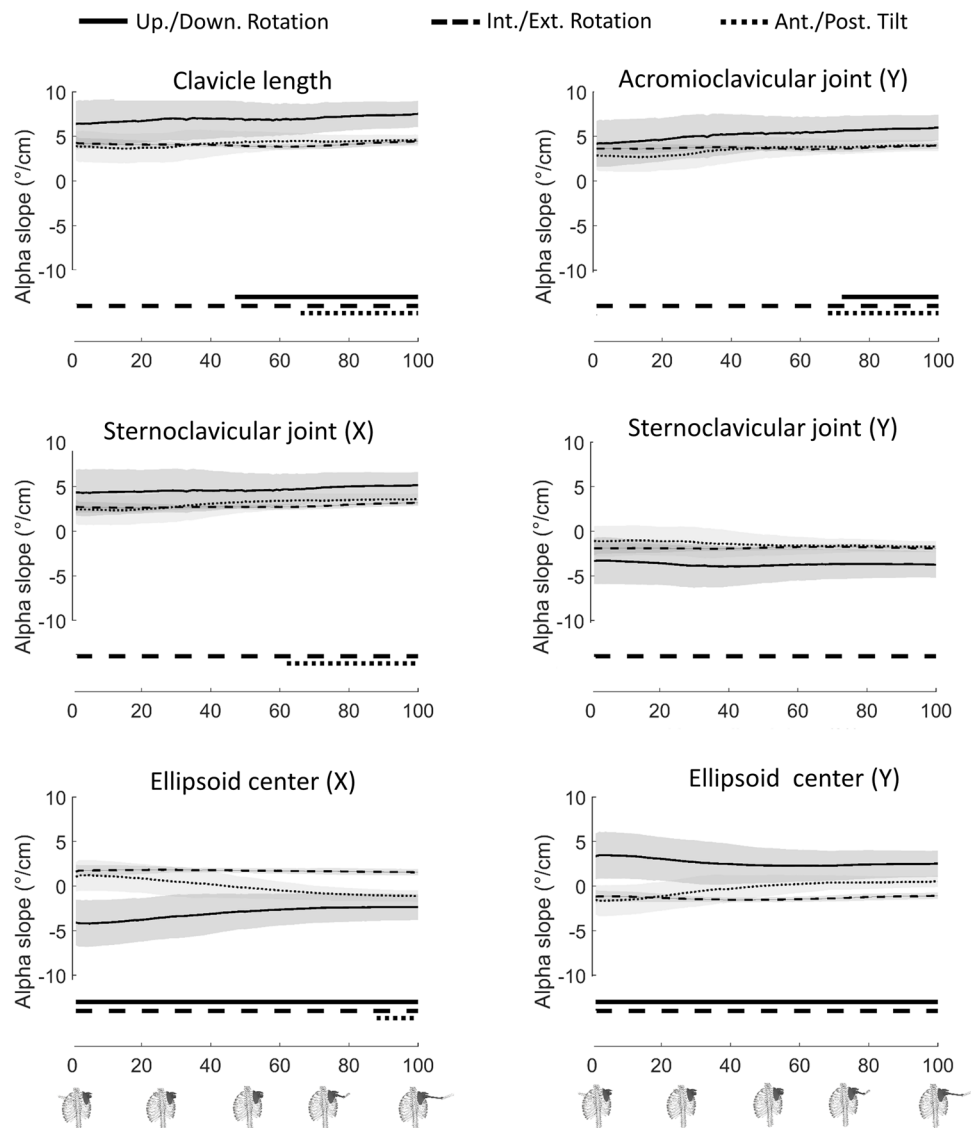 Up./Down. Rotation Int./Ext. Rotation Ant./Post. Tilt
Clavicle length
Alpha slope (°/cm)
10
5
0
-5
-10
0 20 40 60 80 100
Acromioclavicular joint (Y)
Alpha slope (°/cm)
10
5
0
-5
-10
0 20 40 60 80 100
Sternoclavicular joint (X)
Alpha slope (°/cm)
10
5
0
-5
-10
0 20 40 60 80 100
Sternoclavicular joint (Y)
Alpha slope (°/cm)
10
5
0
-5
-10
0 20 40 60 80 100
Ellipsoid center (X)
Alpha slope (°/cm)
10
5
0
-5
-10
0 20 40 60 80 100
Ellipsoid center (Y)
Alpha slope (°/cm)
10
5
0
-5
-10
0 20 40 60 80 100